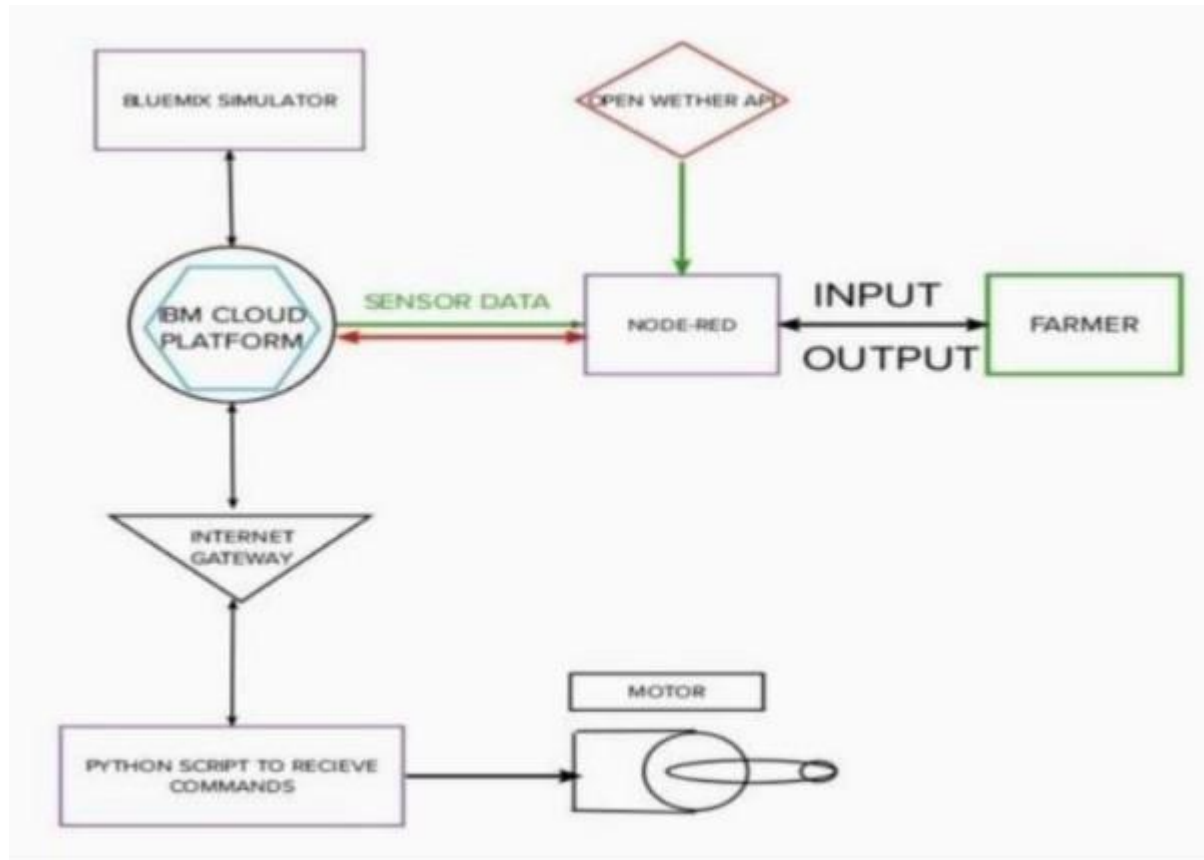 BLUEMIX SIMULATOR
OPEN WETHER API
IBM CLOUD
PLATFORM
SENSOR DATA
NODE-RED
INPUT
OUTPUT
FARMER
INTERNET
GATEWAY
MOTOR
PYTHON SCRIPT TO RECIEVE
COMMANDS